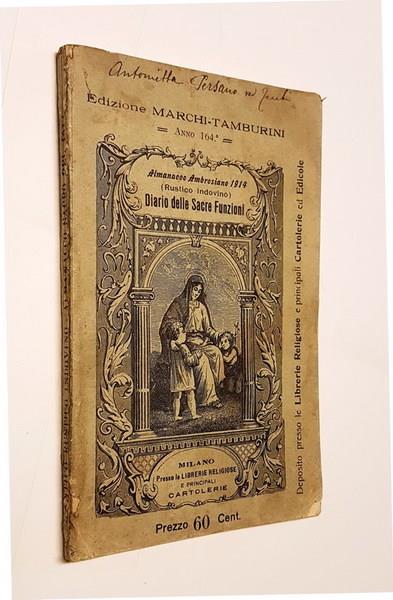 Antonietta Persano
Edizione MARCHI-TAMBURINI
= ANNO 164.º =
Almanacco Ambrosiano 1914
(Rustico Indovino)
Diario delle Sacre Funzioni
MILANO
Presso le LIBRERIE RELIGIOSE
E PRINCIPALI
CARTOLERIE
Prezzo 60 Cent.
Deposito presso le Librerie Religiose e principali Cartolerie ed Edicole